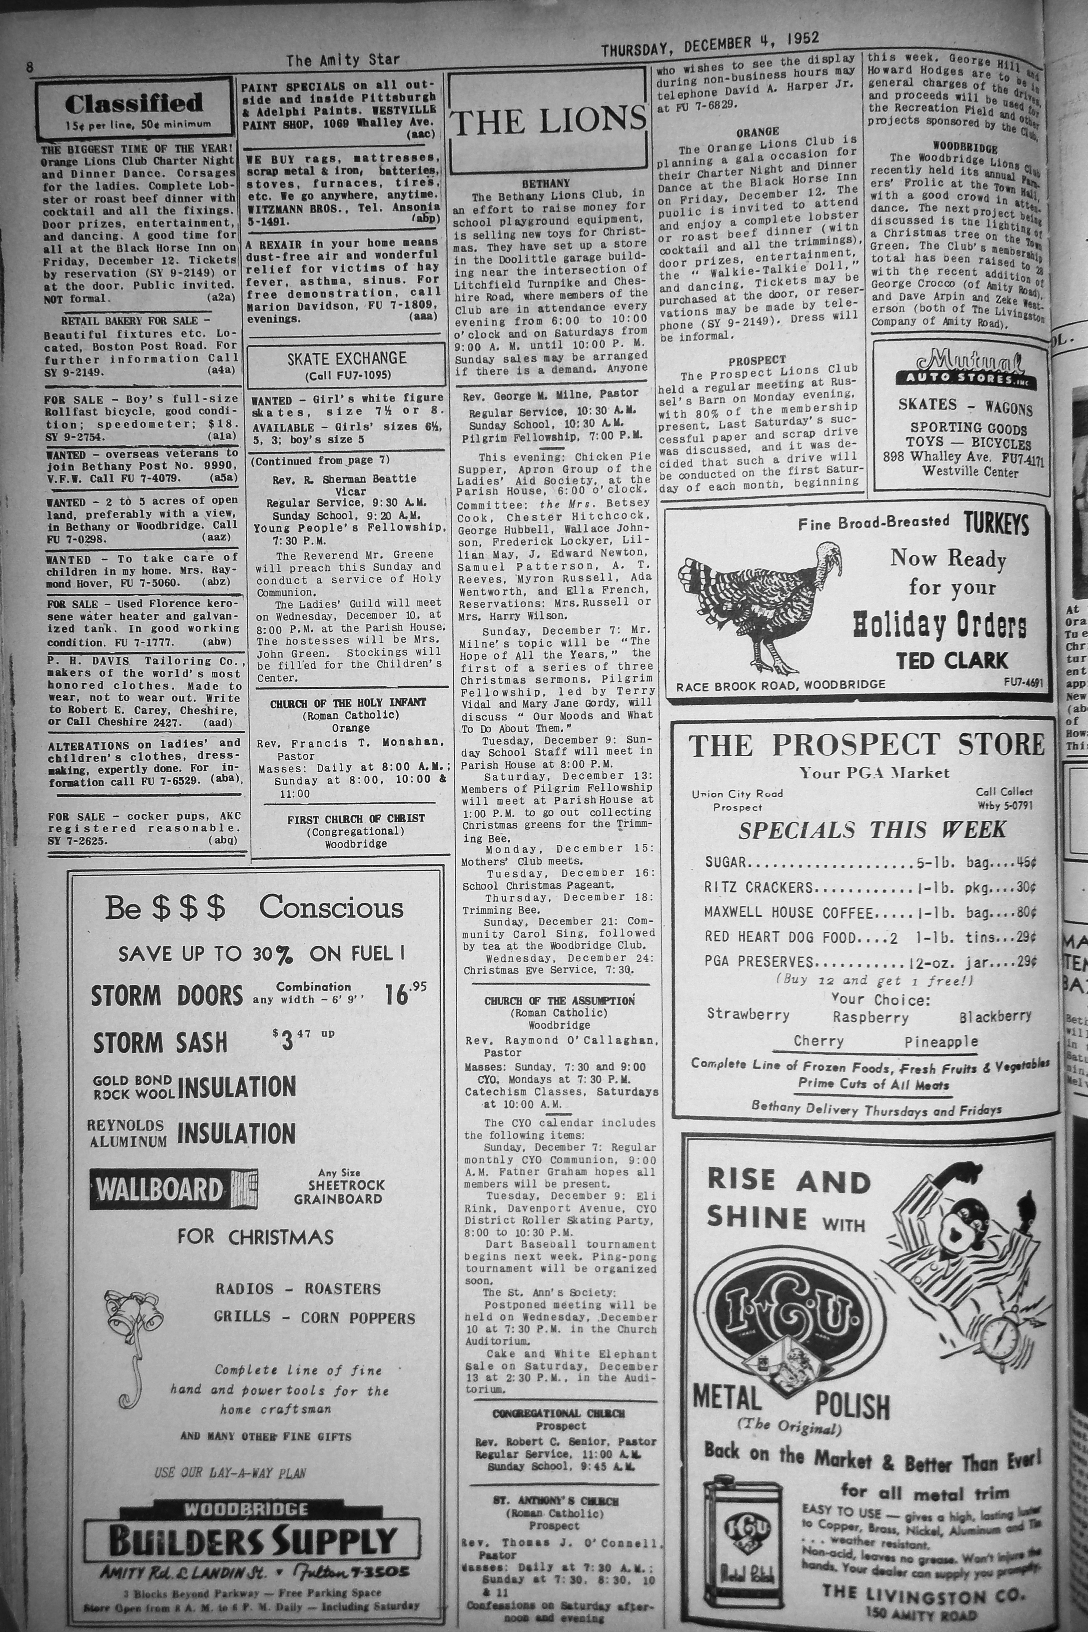 8
The Amity Star
THURSDAY, DECEMBER 4, 1952
Classified
15¢ per line, 50¢ minimum
THE BIGGEST TIME OF THE YEAR!
Orange Lions Club Charter Night
and Dinner Dance. Corsages
for the ladies. Complete Lob-
ster or roast beef dinner with
cocktail and all the fixings.
Door prizes, entertainment,
and dancing. A good time for
all at the Black Horse Inn on
Friday, December 12. Tickets
by reservation (SY 9-2149) or
at the door. Public invited.
NOT formal. (a2a)
RETAIL BAKERY FOR SALE –
Beautiful fixtures etc. Lo-
cated, Boston Post Road. For
further information Call
SY 9-2149. (a4a)
FOR SALE - Boy's full-size
Rollfast bicycle, good condi-
tion; speedometer; $18.
SY 9-2754. (a1a)
WANTED - overseas veterans to
join Bethany Post No. 9990,
V.F.W. Call FU 7-4079. (a5a)
WANTED - 2 to 5 acres of open
land, preferably with a view,
in Bethany or Woodbridge. Call
FU 7-0298. (aaz)
WANTED - To take care of
children in my home. Mrs. Ray-
mond Hover, FU 7-5060. (abz)
FOR SALE - Used Florence kero-
sene water heater and galvan-
ized tank. In good working
condition. FU 7-1777. (abw)
P. H. DAVIS Tailoring Co.,
makers of the world's most
honored clothes. Made to
wear, not to wear out. Write
to Robert E. Carey, Cheshire,
or Call Cheshire 2427. (aad)
ALTERATIONS on ladies' and
children's clothes, dress-
making, expertly done. For in-
formation call FU 7-6529. (aba)
FOR SALE - cocker pups, AKC
registered reasonable.
SY 7-2625. (abq)
PAINT SPECIALS on all out-
side and inside Pittsburgh
& Adelphi Paints. WESTVILLE
PAINT SHOP, 1069 Whalley Ave.
(aac)
WE BUY rags, mattresses,
scrap metal & iron, batteries,
stoves, furnaces, tires,
etc. We go anywhere, anytime.
WITZMANN BROS., Tel. Ansonia
5-1491. (abp)
A REXAIR in your home means
dust-free air and wonderful
relief for victims of hay
fever, asthma, sinus. For
free demonstration, call
Marion Davidson, FU 7-1809,
evenings. (aaa)
SKATE EXCHANGE
(Call FU7-1095)
WANTED - Girl's white figure
skates, size 7½ or 8.
AVAILABLE - Girls' sizes 6½,
5, 3; boy's size 5
(Continued from page 7)
Rev. R. Sherman Beattie
Vicar
Regular Service, 9:30 A.M.
Sunday School, 9:20 A.M.
Young People's Fellowship,
7:30 P.M.
The Reverend Mr. Greene
will preach this Sunday and
conduct a service of Holy
Communion.
The Ladies' Guild will meet
on Wednesday, December 10, at
8:00 P.M. at the Parish House.
The hostesses will be Mrs.
John Green. Stockings will
be filled for the Children's
Center.
CHURCH OF THE HOLY INFANT
(Roman Catholic)
Orange
Rev. Francis T. Monahan,
Pastor
Masses: Daily at 8:00 A.M.;
Sunday at 8:00, 10:00 &
11:00
FIRST CHURCH OF CHRIST
(Congregational)
Woodbridge
THE LIONS
BETHANY
The Bethany Lions Club, in
an effort to raise money for
school playground equipment,
is selling new toys for Christ-
mas. They have set up a store
in the Doolittle garage build-
ing near the intersection of
Litchfield Turnpike and Ches-
hire Road, where members of the
Club are in attendance every
evening from 6:00 to 10:00
o'clock and on Saturdays from
9:00 A.M. until 10:00 P. M.
Sunday sales may be arranged
if there is a demand. Anyone
Rev. George M. Milne, Pastor
Regular Service, 10:30 A.M.
Sunday School, 10:30 A.M.
Pilgrim Fellowship, 7:00 P.M.
This evening: Chicken Pie
Supper, Apron Group of the
Ladies' Aid Society, at the
Parish House, 6:00 o'clock.
Committee: the Mrs. Betsey
Cook, Chester Hitchcock,
George Hubbell, Wallace John-
son, Frederick Lockyer, Lil-
lian May, J. Edward Newton,
Samuel Patterson, A. T.
Reeves, Myron Russell, Ada
Wentworth, and Ella French,
Reservations: Mrs. Russell or
Mrs. Harry Wilson.
Sunday, December 7: Mr.
Milne's topic will be "The
Hope of All the Years," the
first of a series of three
Christmas sermons. Pilgrim
Fellowship, led by Terry
Vidal and Mary Jane Gordy, will
discuss "Our Moods and What
To Do About Them."
Tuesday, December 9: Sun-
day School Staff will meet in
Parish House at 8:00 P.M.
Saturday, December 13:
Members of Pilgrim Fellowship
will meet at Parish House at
1:00 P.M. to go out collecting
Christmas greens for the Trimm-
ing Bee.
Monday, December 15:
Mothers' Club meets.
Tuesday, December 16:
School Christmas Pageant.
Thursday, December 18:
Trimming Bee.
Sunday, December 21: Com-
munity Carol Sing, followed
by tea at the Woodbridge Club.
Wednesday, December 24:
Christmas Eve Service, 7:30.
CHURCH OF THE ASSUMPTION
(Roman Catholic)
Woodbridge
Rev. Raymond O'Callaghan,
Pastor
Masses: Sunday, 7:30 and 9:00
CYO, Mondays at 7:30 P.M.
Catechism Classes, Saturdays
at 10:00 A.M.
The CYO calendar includes
the following items:
Sunday, December 7: Regular
monthly CYO Communion, 9:00
A.M. Father Graham hopes all
members will be present.
Tuesday, December 9: Eli
Rink, Davenport Avenue, CYO
District Roller Skating Party,
8:00 to 10:30 P.M.
Dart Baseball tournament
begins next week. Ping-pong
tournament will be organized
soon.
The St. Ann's Society:
Postponed meeting will be
held on Wednesday, December
10 at 7:30 P.M. in the Church
Auditorium.
Cake and White Elephant
Sale on Saturday, December
13 at 2:30 P.M., in the Audi-
torium.
CONGREGATIONAL CHURCH
Prospect
Rev. Robert C. Senior, Pastor
Regular Service, 11:00 A.M.
Sunday School, 9:45 A.M.
ST. ANTHONY'S CHURCH
(Roman Catholic)
Prospect
Rev. Thomas J. O'Connell,
Pastor
Masses: Daily at 7:30 A.M.;
Sunday at 7:30, 8:30, 10
& 11
Confessions on Saturday after-
noon and evening
who wishes to see the display
during non-business hours may
telephone David A. Harper Jr.
at FU 7-6829.
ORANGE
The Orange Lions Club is
planning a gala occasion for
their Charter Night and Dinner
Dance at the Black Horse Inn
on Friday, December 12. The
public is invited to attend
and enjoy a complete lobster
or roast beef dinner (with
cocktail and all the trimmings),
door prizes, entertainment,
the "Walkie-Talkie Doll,"
and dancing. Tickets may be
purchased at the door, or reser-
vations may be made by tele-
phone (SY 9-2149). Dress will
be informal.
PROSPECT
The Prospect Lions Club
held a regular meeting at Rus-
sel's Barn on Monday evening,
with 80% of the membership
present. Last Saturday's suc-
cessful paper and scrap drive
was discussed, and it was de-
cided that such a drive will
be conducted on the first Satur-
day of each month, beginning
this week. George Hill and
Howard Hodges are to be in
general charges of the drives,
and proceeds will be used for
the Recreation Field and other
projects sponsored by the Club.
WOODBRIDGE
The Woodbridge Lions Club
recently held its annual Farm-
ers' Frolic at the Town Hall,
with a good crowd in atten-
dance. The next project being
discussed is the lighting of
a Christmas tree on the Town
Green. The Club's membership
total has been raised to 28
with the recent addition of
George Crocco (of Amity Road),
and Dave Arpin and Zeke West-
erson (both of The Livingston
Company of Amity Road).
Mutual
AUTO STORES, INC
SKATES – WAGONS
SPORTING GOODS
TOYS — BICYCLES
898 Whalley Ave. FU7-4171
Westville Center
Fine Broad-Breasted TURKEYS
Now Ready
for your
Holiday Orders
TED CLARK
RACE BROOK ROAD, WOODBRIDGE FU7-4691
THE PROSPECT STORE
Your PGA Market
Union City Road
Prospect
Call Collect
Wtby 5-0791
SPECIALS THIS WEEK
SUGAR...................5-lb. bag....45¢
RITZ CRACKERS............1-lb. pkg....30¢
MAXWELL HOUSE COFFEE.....1-lb. bag....80¢
RED HEART DOG FOOD....2 1-lb. tins...29¢
PGA PRESERVES...........12-oz. jar....29¢
(Buy 12 and get 1 free!)
Your Choice:
Strawberry Raspberry Blackberry
Cherry Pineapple
Complete Line of Frozen Foods, Fresh Fruits & Vegetables
Prime Cuts of All Meats
Bethany Delivery Thursdays and Fridays
Be $ $ $ Conscious
SAVE UP TO 30% ON FUEL!
STORM DOORS Combination any width – 6' 9'' 16.95
STORM SASH $3 47 up
GOLD BOND ROCK WOOL INSULATION
REYNOLDS ALUMINUM INSULATION
WALLBOARD
Any Size
SHEETROCK
GRAINBOARD
FOR CHRISTMAS
RADIOS – ROASTERS
GRILLS – CORN POPPERS
Complete line of fine
hand and power tools for the
home craftsman
AND MANY OTHER FINE GIFTS
USE OUR LAY-A-WAY PLAN
WOODBRIDGE
BUILDERS SUPPLY
AMITY Rd. & LANDIN St. • Fulton 7-3505
3 Blocks Beyond Parkway — Free Parking Space
Store Open from 8 A. M. to 6 P. M. Daily — Including Saturday
RISE AND
SHINE WITH
I.G.U.
METAL POLISH
(The Original)
Back on the Market & Better Than Ever!
for all metal trim
EASY TO USE — gives a high, lasting luster
to Copper, Brass, Nickel, Aluminum and Tin
. . . weather resistant.
Non-acid, leaves no grease. Won't injure the
hands. Your dealer can supply you promptly.
I.G.U.
Metal Polish
THE LIVINGSTON CO.
150 AMITY ROAD